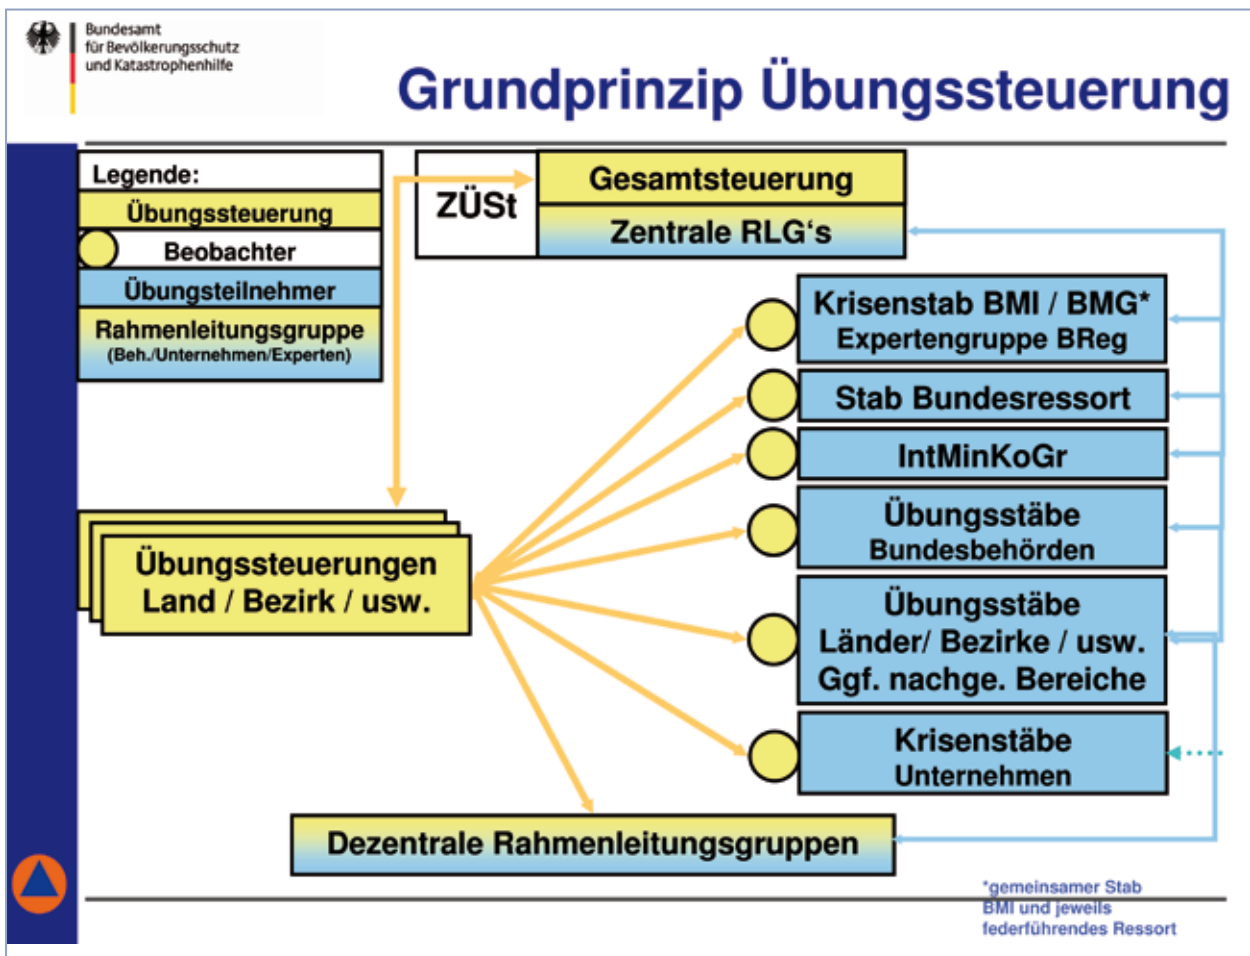 Bundesamt
für Bevölkerungsschutz
und Katastrophenhilfe
Grundprinzip Übungssteuerung
Legende:
Übungssteuerung
Beobachter
Übungsteilnehmer
Rahmenleitungsgruppe
(Beh./Unternehmen/Experten)
ZÜSt
Gesamtsteuerung
Zentrale RLG's
Krisenstab BMI / BMG*
Expertengruppe BReg
Stab Bundesressort
IntMinKoGr
Übungsstäbe
Bundesbehörden
Übungssteuerungen
Land / Bezirk / usw.
Übungsstäbe
Länder/ Bezirke / usw.
Ggf. nachge. Bereiche
Krisenstäbe
Unternehmen
Dezentrale Rahmenleitungsgruppen
*gemeinsamer Stab
BMI und jeweils
federführendes Ressort